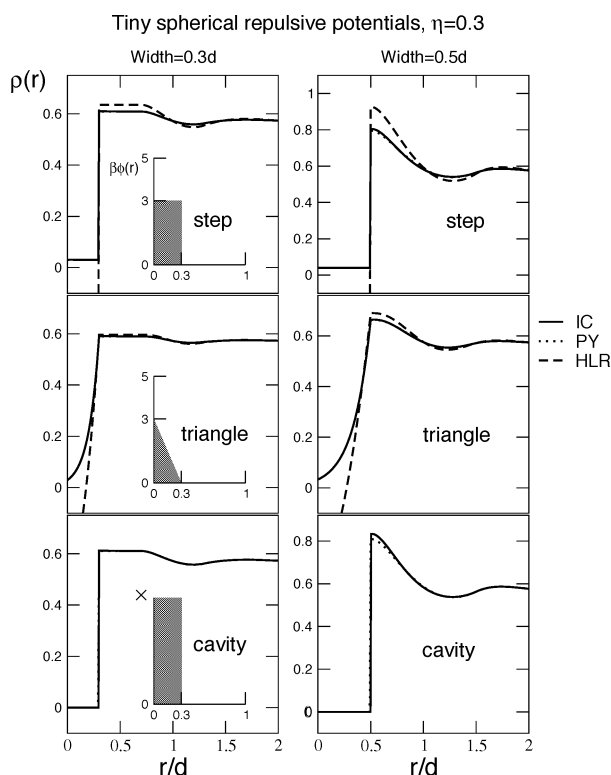 Tiny spherical repulsive potentials, η=0.3
Width=0.3d Width=0.5d
ρ(r)
0.6
0.4
0.2
0
βϕ(r)
5
3
0
0 0.3 1
step
1
0.8
0.6
0.4
0.2
0
step
0.6
0.4
0.2
0
5
3
0
0 0.3 1
triangle
0.6
0.4
0.2
0
triangle
IC
PY
HLR
0.6
0.4
0.2
0
×
0
0 0.3 1
cavity
0.8
0.6
0.4
0.2
0
cavity
0 0.5 1 1.5 2
0 0.5 1 1.5 2
r/d r/d